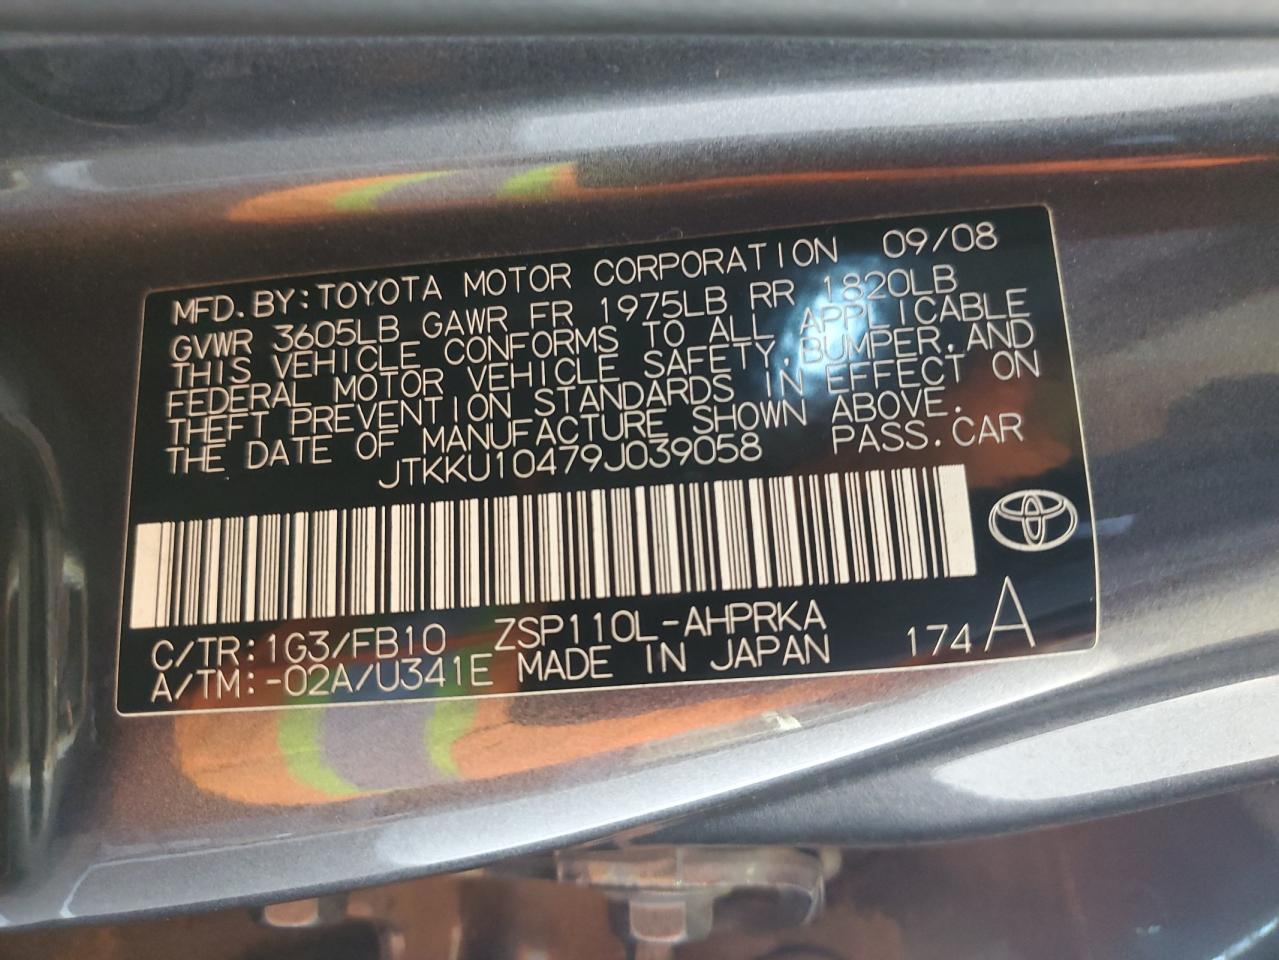 MFD.BY:TOYOTA MOTOR CORPORATION 09/08
GVWR 3605LB GAWR FR 1975LB RR 1820LB
THIS VEHICLE CONFORMS TO ALL APPLICABLE
FEDERAL MOTOR VEHICLE SAFETY,BUMPER,AND
THEFT PREVENTION STANDARDS IN EFFECT ON
THE DATE OF MANUFACTURE SHOWN ABOVE.
JTKKU10479J039058 PASS.CAR
C/TR:1G3/FB10 ZSP110L-AHPRKA
A/TM:-02A/U341E MADE IN JAPAN 174 A